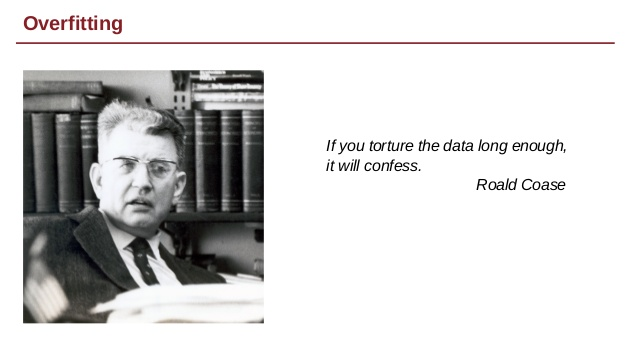 Overfitting
If you torture the data long enough,
it will confess.
Roald Coase